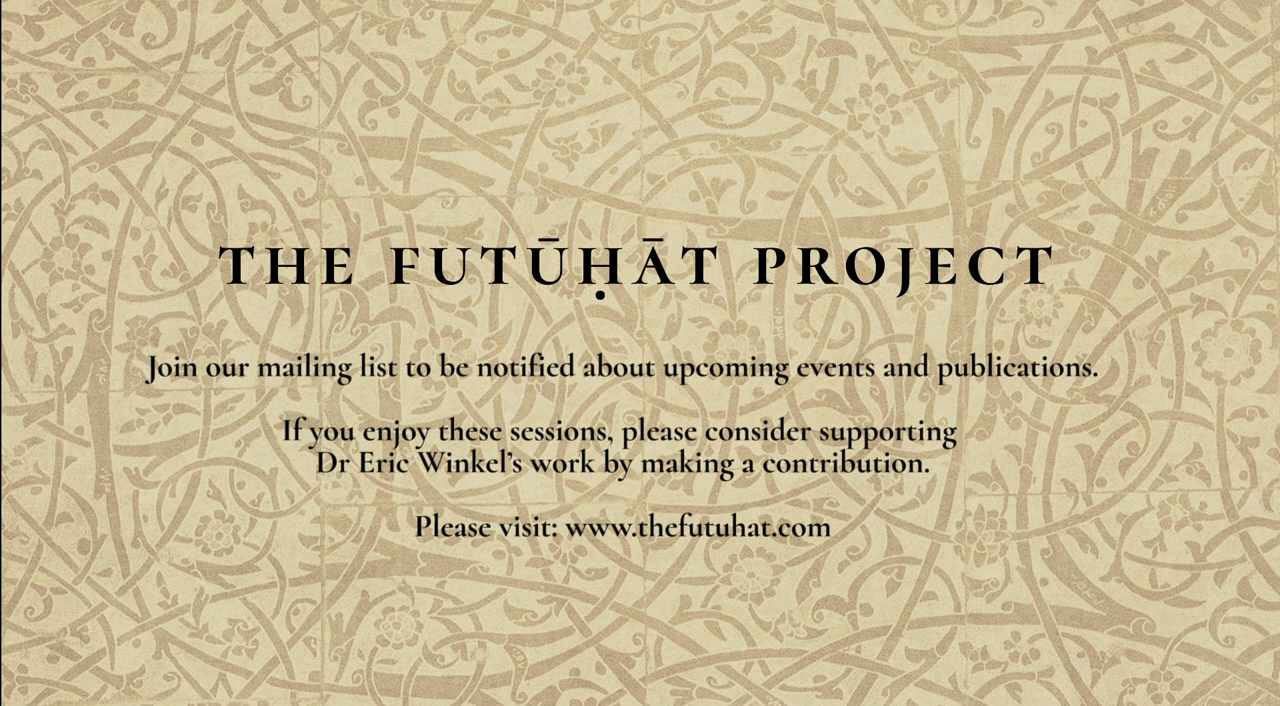 THE FUTŪḤĀT PROJECT
Join our mailing list to be notified about upcoming events and publications.
If you enjoy these sessions, please consider supporting
Dr Eric Winkel’s work by making a contribution.
Please visit: www.thefutuhat.com